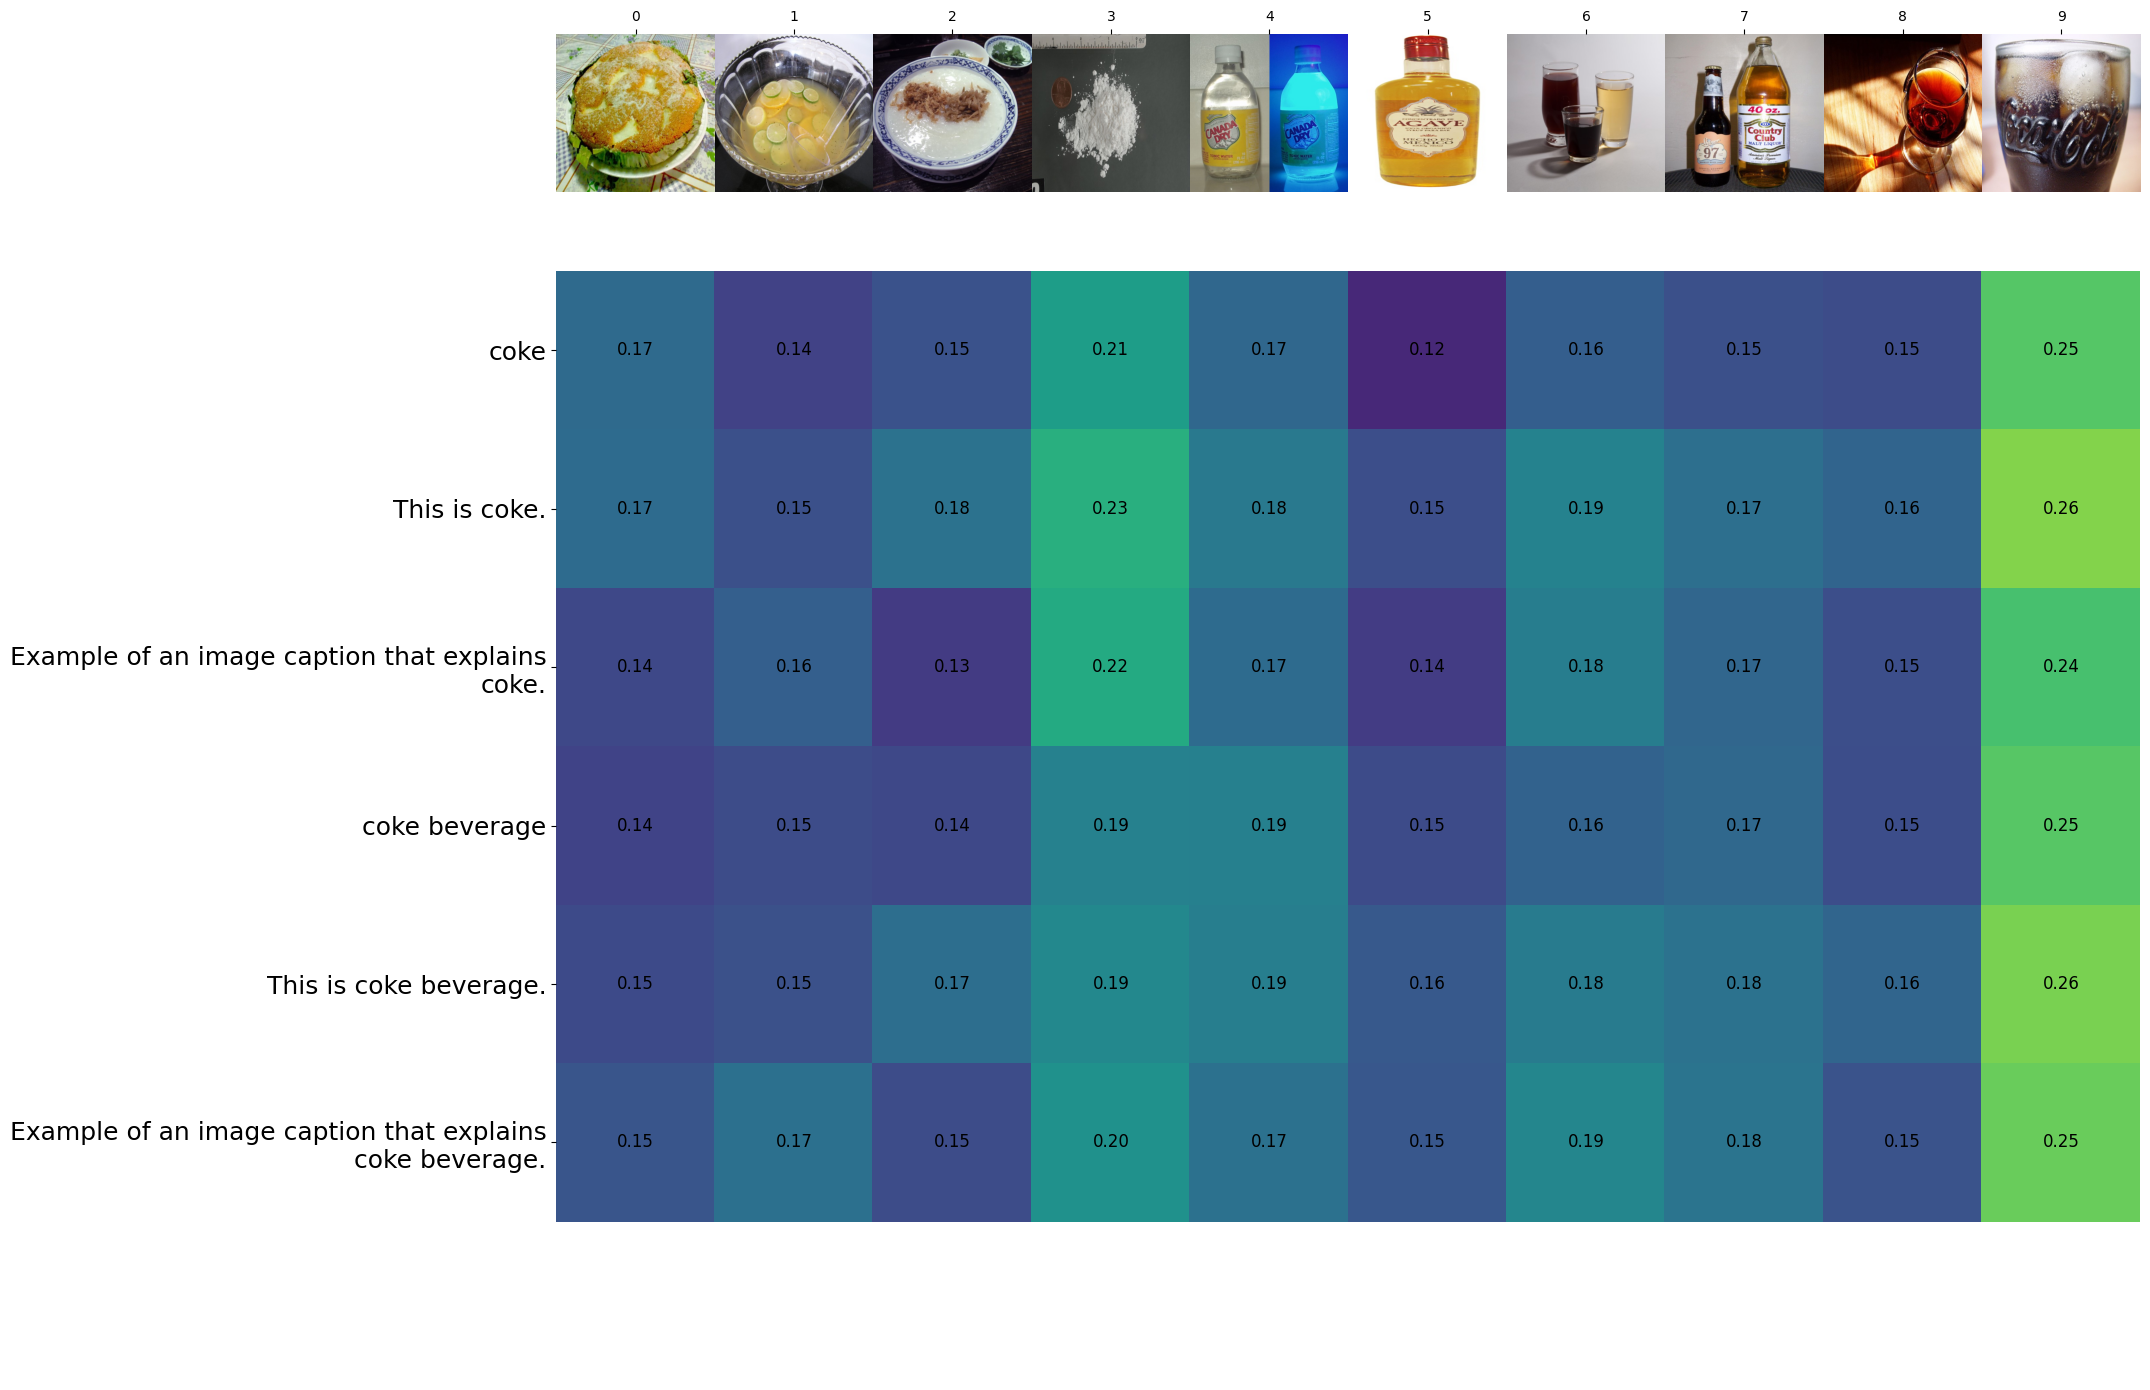 0 1 2 3 4 5 6 7 8 9
CANADA DRY CANADA DRY
AGAVE
HECHO EN
MEXICO
97
40 oz.
Country
Club
MALT LIQUOR
Coca-Cola
coke 0.17 0.14 0.15 0.21 0.17 0.12 0.16 0.15 0.15 0.25
This is coke. 0.17 0.15 0.18 0.23 0.18 0.15 0.19 0.17 0.16 0.26
Example of an image caption that explains
coke. 0.14 0.16 0.13 0.22 0.17 0.14 0.18 0.17 0.15 0.24
coke beverage 0.14 0.15 0.14 0.19 0.19 0.15 0.16 0.17 0.15 0.25
This is coke beverage. 0.15 0.15 0.17 0.19 0.19 0.16 0.18 0.18 0.16 0.26
Example of an image caption that explains
coke beverage. 0.15 0.17 0.15 0.20 0.17 0.15 0.19 0.18 0.15 0.25